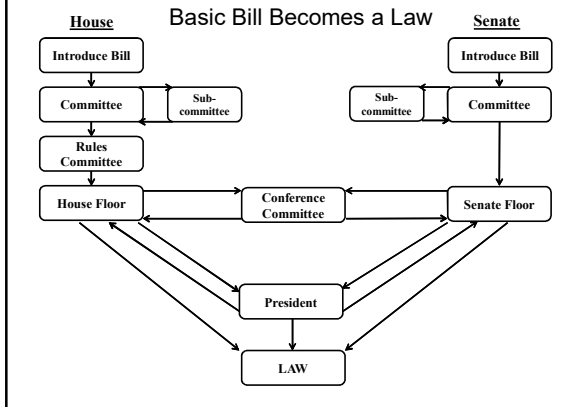 Basic Bill Becomes a Law
House
Senate
Introduce Bill
Introduce Bill
Committee
Sub-
committee
Sub-
committee
Committee
Rules
Committee
House Floor
Conference
Committee
Senate Floor
President
LAW